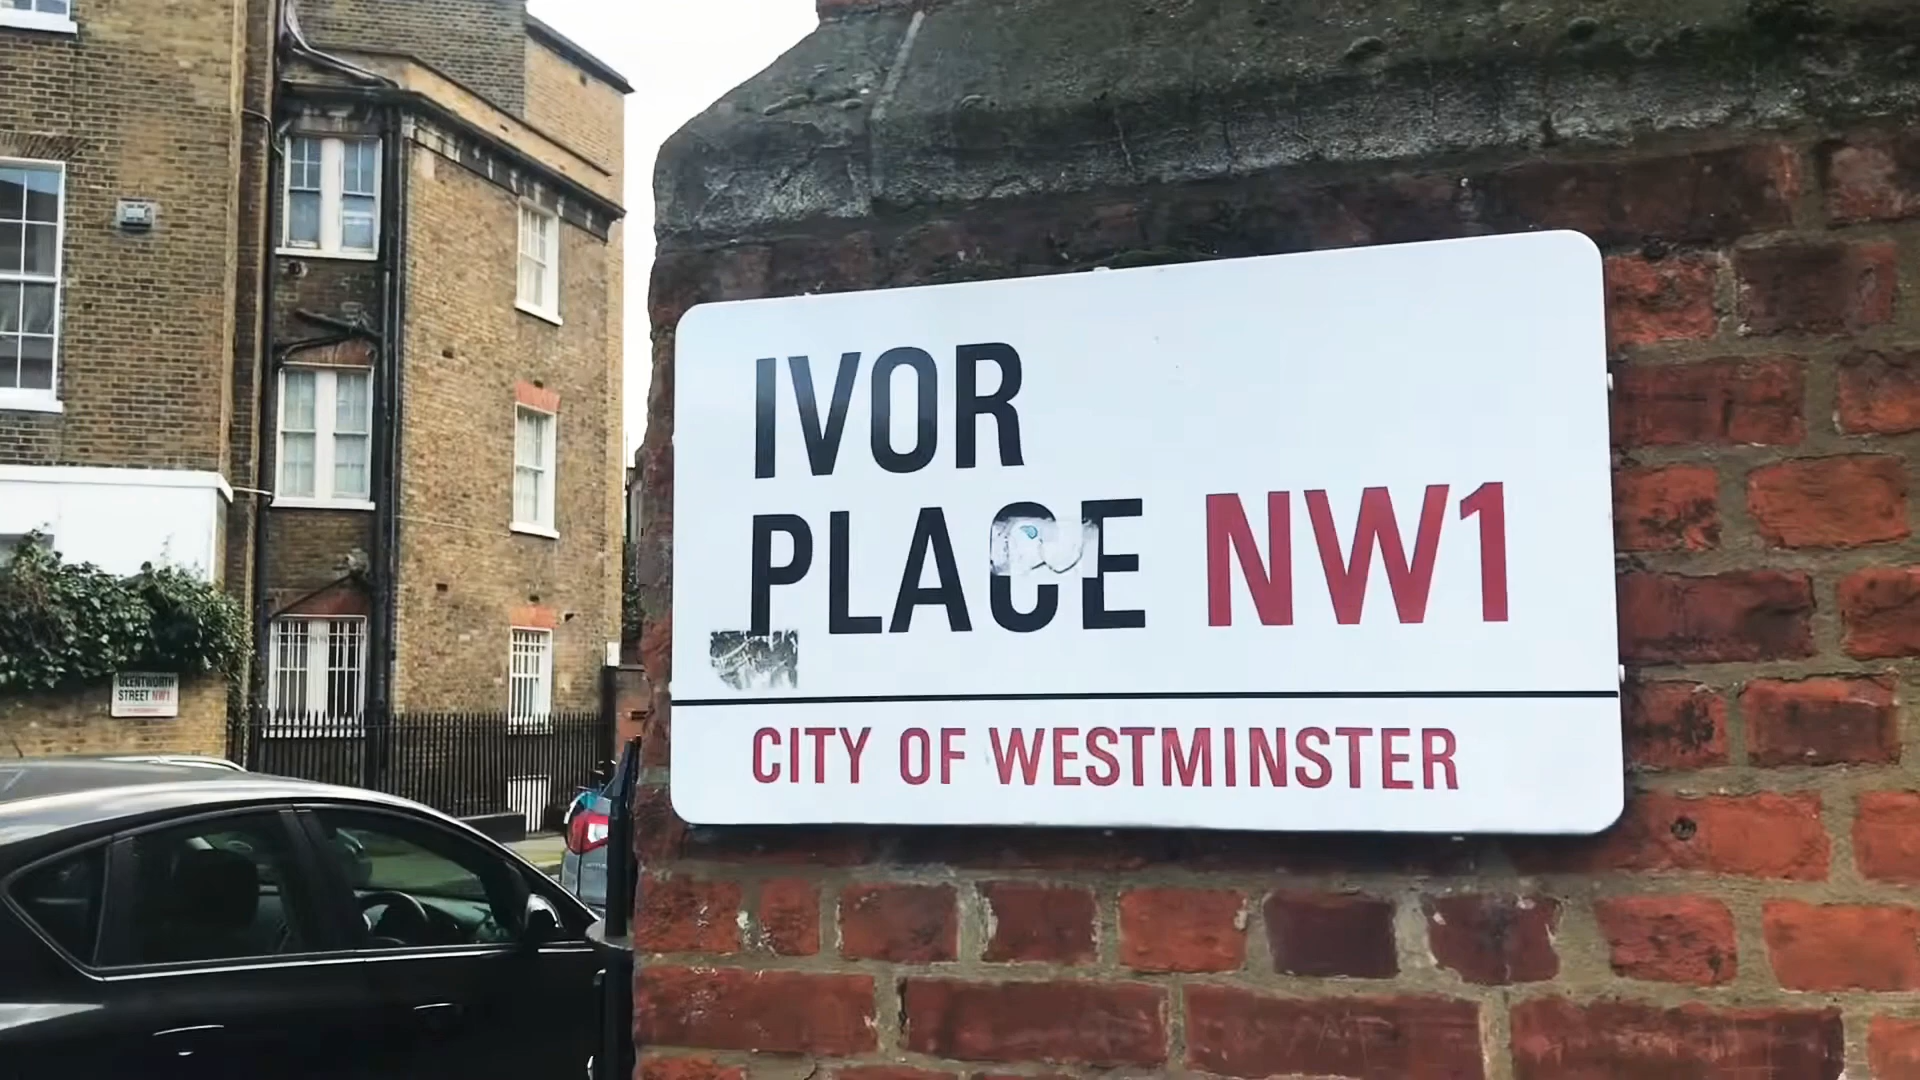 IVOR
PLACE NW1
CITY OF WESTMINSTER
GLENTWORTH
STREET NW1